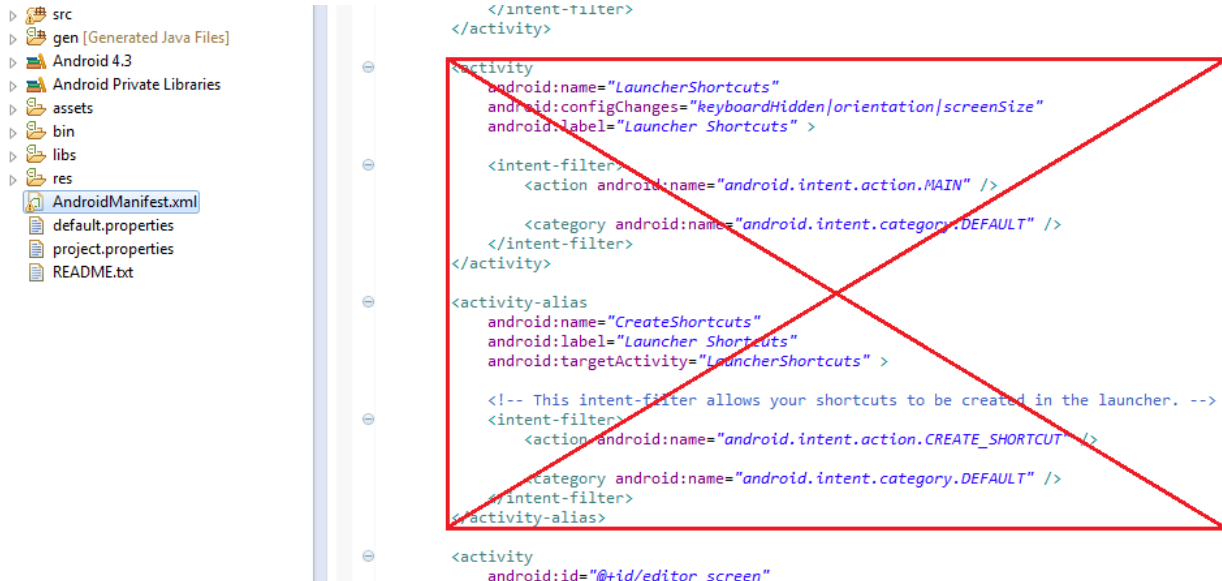 src
gen [Generated Java Files]
Android 4.3
Android Private Libraries
assets
bin
libs
res
AndroidManifest.xml
default.properties
project.properties
README.txt
</intent-filter>
</activity>
<activity
android:name="LauncherShortcuts"
android:configChanges="keyboardHidden|orientation|screenSize"
android:label="Launcher Shortcuts" >
<intent-filter>
<action android:name="android.intent.action.MAIN" />
<category android:name="android.intent.category.DEFAULT" />
</intent-filter>
</activity>
<activity-alias
android:name="CreateShortcuts"
android:label="Launcher Shortcuts"
android:targetActivity="LauncherShortcuts" >
<!-- This intent-filter allows your shortcuts to be created in the launcher. -->
<intent-filter>
<action android:name="android.intent.action.CREATE_SHORTCUT" />
<category android:name="android.intent.category.DEFAULT" />
</intent-filter>
</activity-alias>
<activity
android:id="@+id/editor_screen"